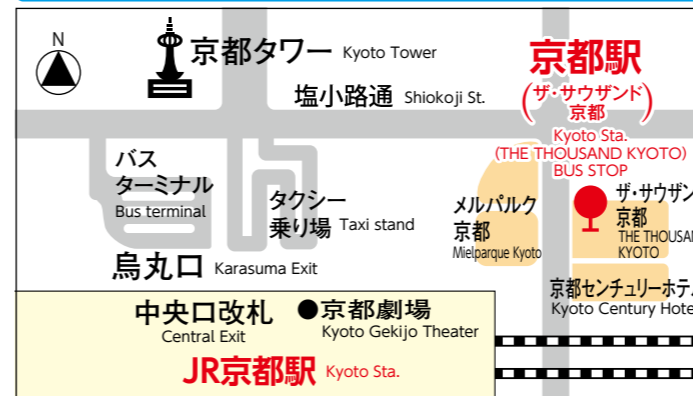 N
京都タワー Kyoto Tower
塩小路通 Shiokoji St.
京都駅
(ザ・サウザンド
京都)
Kyoto Sta.
(THE THOUSAND KYOTO)
BUS STOP
バス
ターミナル
Bus terminal
タクシー
乗り場 Taxi stand
メルパルク
京都
Mielparque Kyoto
ザ・サウザン
京都
THE THOUSAN
KYOTO
烏丸口 Karasuma Exit
京都センチュリーホテル
Kyoto Century Hote
中央口改札
Central Exit
●京都劇場
Kyoto Gekijo Theater
JR京都駅 Kyoto Sta.